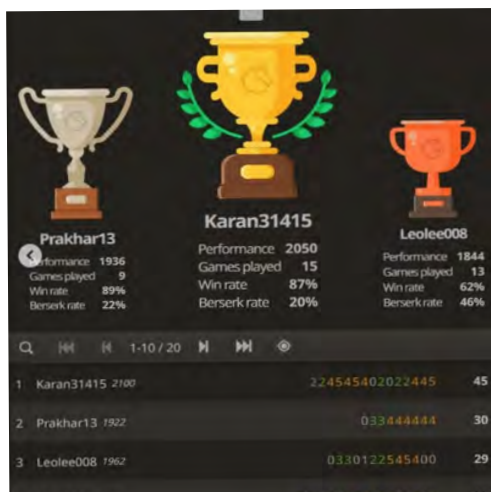 Karan31415
Performance 2050
Games played 15
Win rate 87%
Berserk rate 20%
Prakhar13
Performance 1936
Games played 9
Win rate 89%
Berserk rate 22%
Leolee008
Performance 1844
Games played 13
Win rate 62%
Berserk rate 46%
1-10 / 20
1 Karan31415 2100 224545402022445 45
2 Prakhar13 1922 033444444 30
3 Leolee008 1962 0330122545400 29